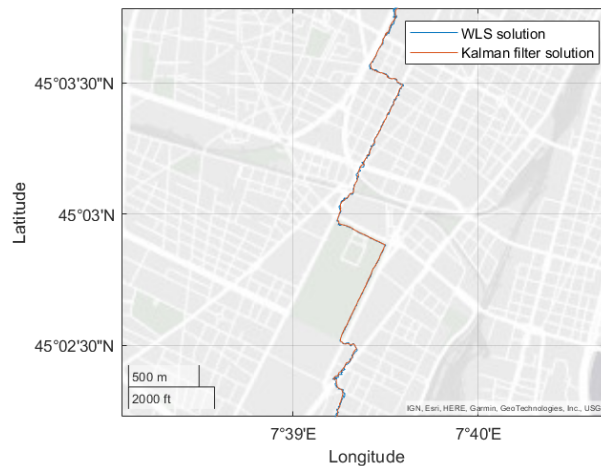 WLS solution
Kalman filter solution
45°03'30"N
45°03'N
45°02'30"N
Latitude
500 m
2000 ft
IGN, Esri, HERE, Garmin, GeoTechnologies, Inc., USG
7°39'E
7°40'E
Longitude